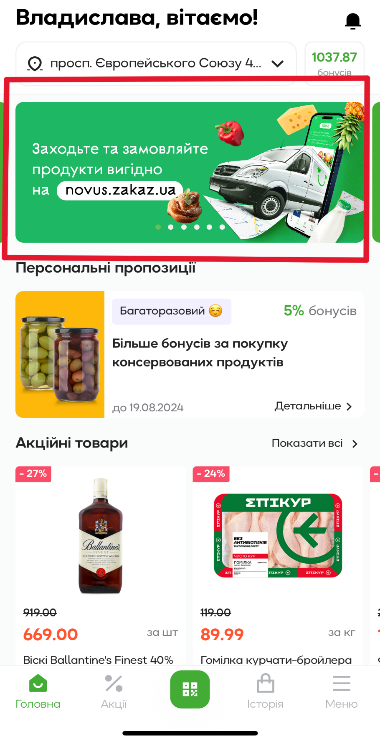 Владислава, вітаємо!
просп. Європейського Союзу 4...
1037.87
бонусів
Заходьте та замовляйте
продукти вигідно
на novus.zakaz.ua
Персональні пропозиції
Багаторазовий
5% бонусів
Більше бонусів за покупку
консервованих продуктів
до 19.08.2024
Детальніше
Акційні товари
Показати всі
- 27%
- 24%
Ballantine's
ЕПІКУР
БЕЗ
АНТИБІОТИКІВ
919.00
669.00
за шт
Віскі Ballantine's Finest 40%
119.00
89.99
за кг
Гомілка курчати-бройлера
Головна
Акції
Історія
Меню